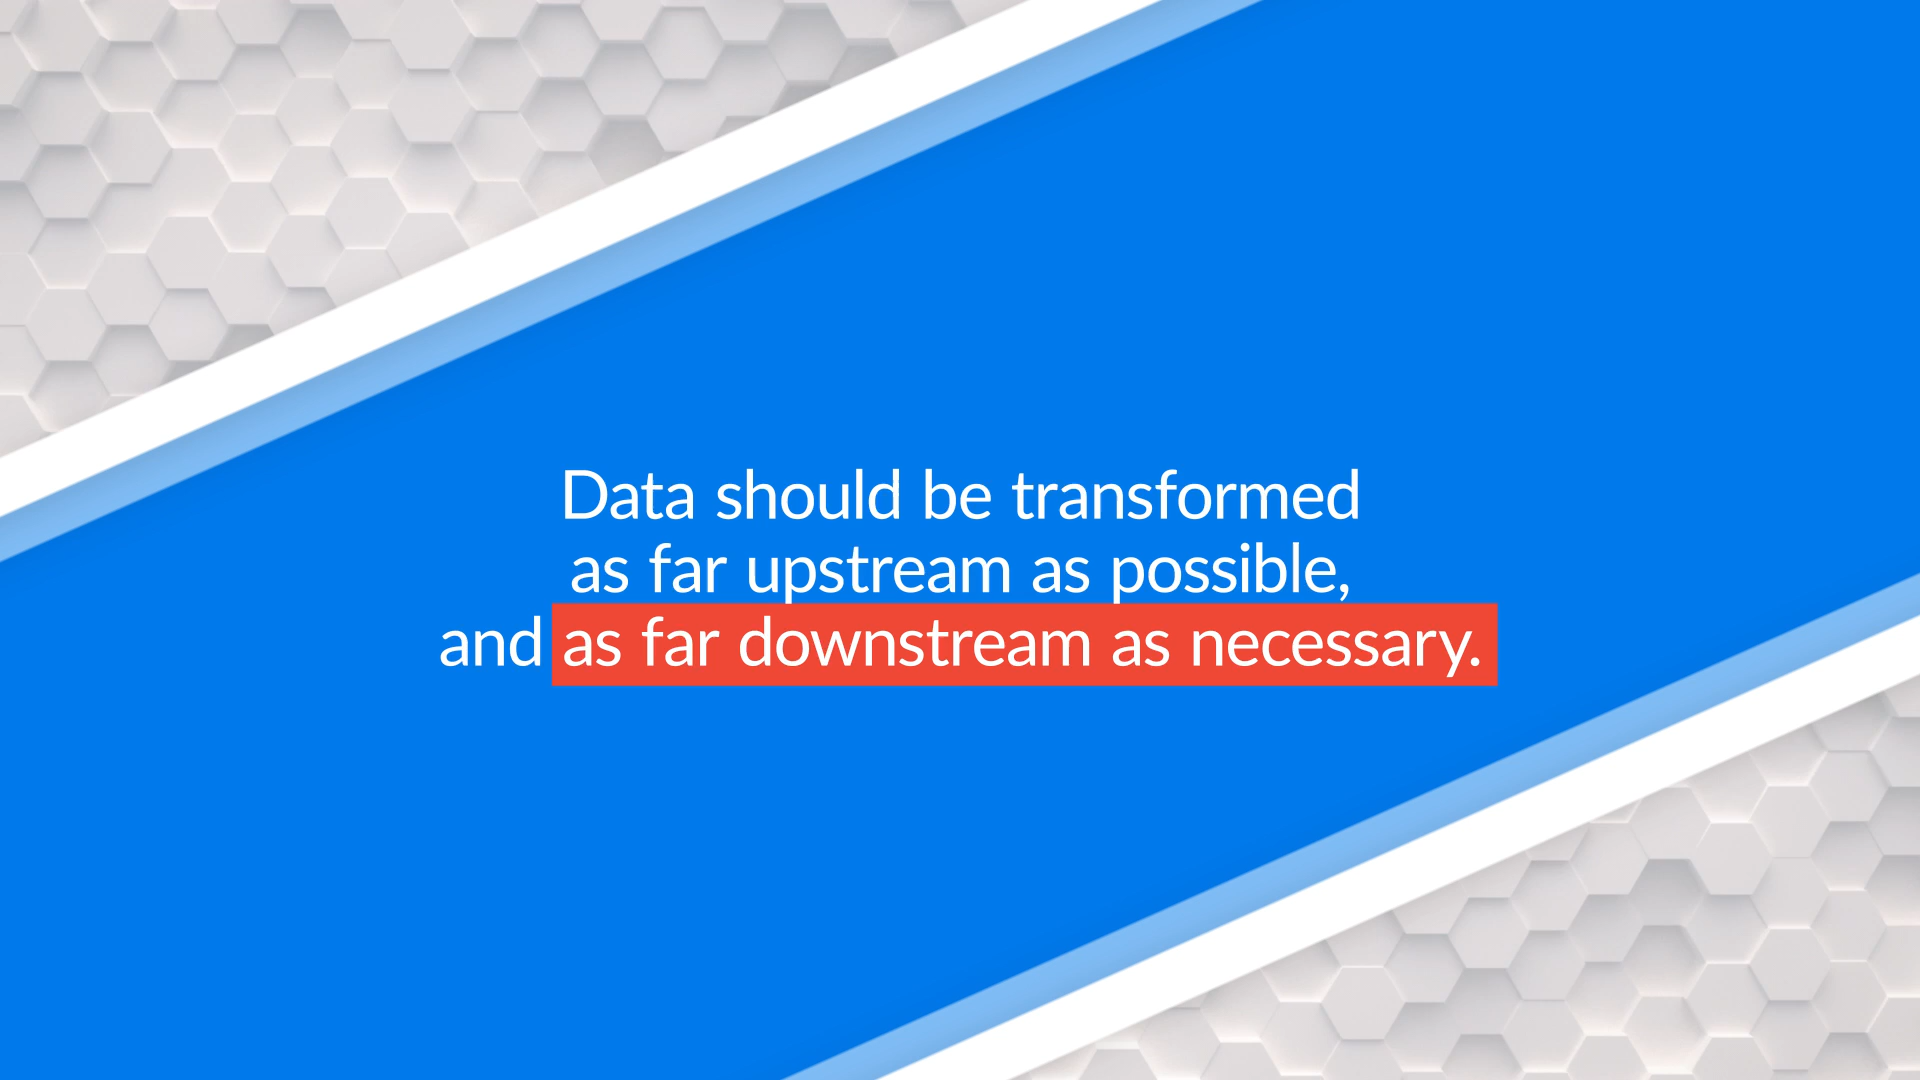 Data should be transformed
as far upstream as possible,
and as far downstream as necessary.